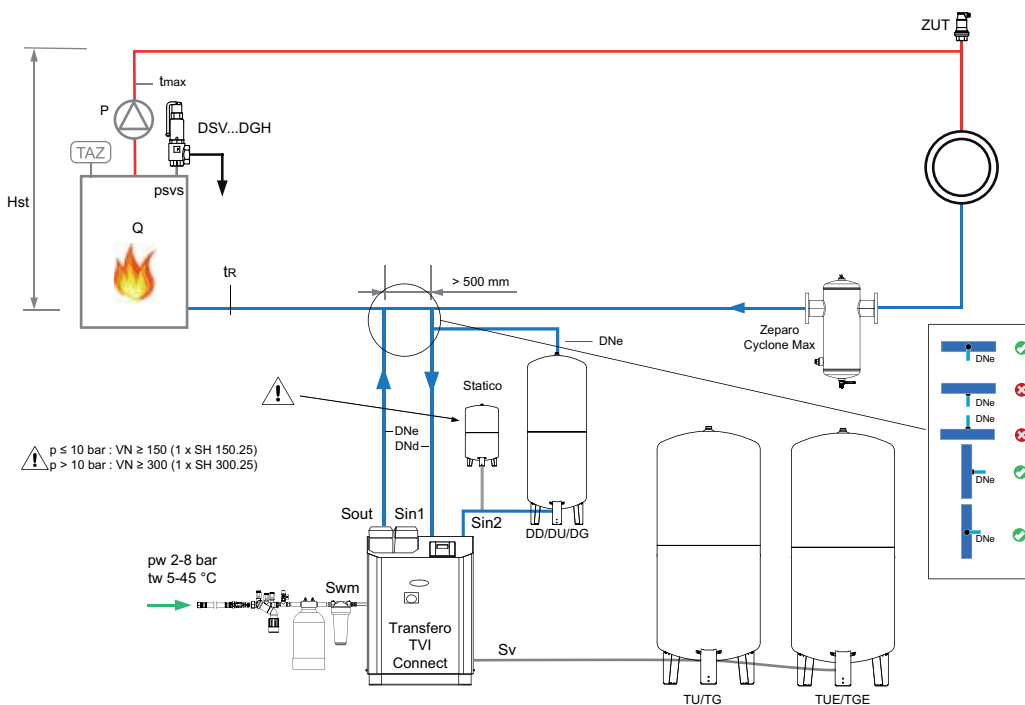 ZUT
tmax
P
DSV...DGH
TAZ
psvs
Hst
Q
tR
> 500 mm
Zeparo
Cyclone Max
DNe
Statico
DNe
DNd
p ≤ 10 bar : VN ≥ 150 (1 x SH 150.25)
p > 10 bar : VN ≥ 300 (1 x SH 300.25)
Sout
Sin1
Sin2
DD/DU/DG
pw 2-8 bar
tw 5-45 °C
Swm
Transfero
TVI
Connect
Sv
TU/TG
TUE/TGE
DNe
DNe
DNe
DNe
DNe